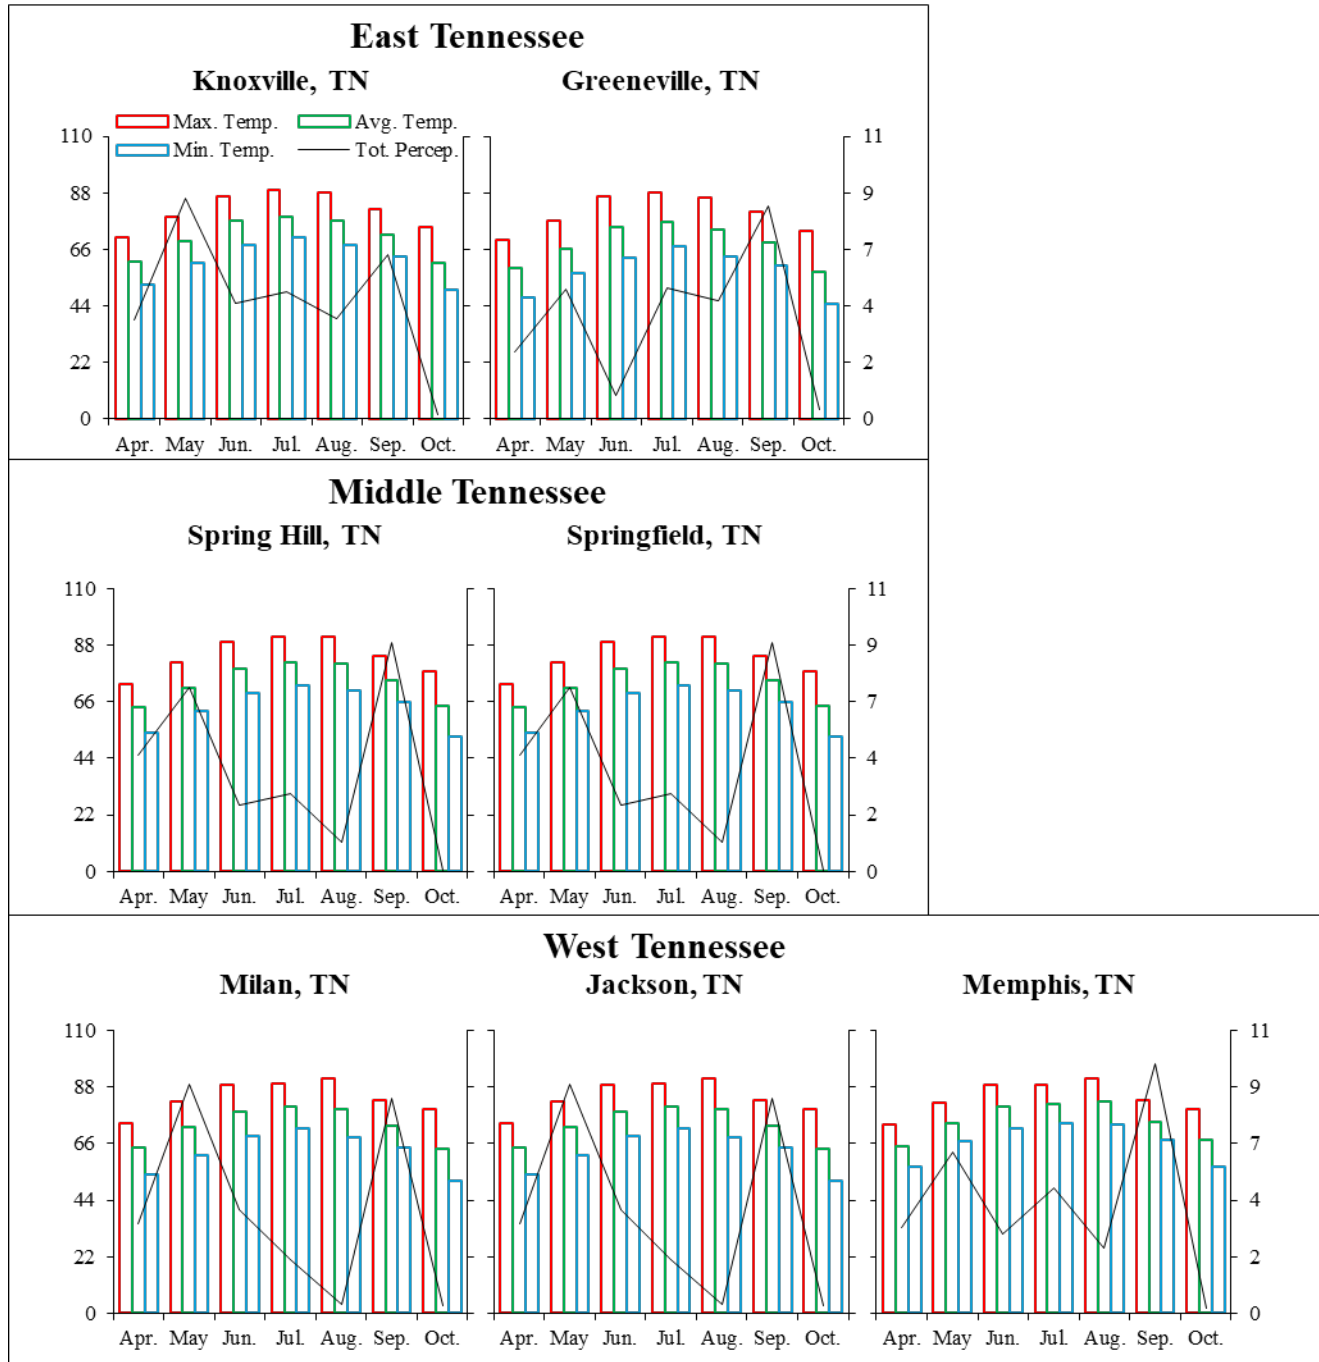 East Tennessee
Knoxville, TN Greeneville, TN
Max. Temp. Avg. Temp.
Min. Temp. Tot. Percep.
110 11
88 9
66 7
44 4
22 2
0 0
Apr. May Jun. Jul. Aug. Sep. Oct. Apr. May Jun. Jul. Aug. Sep. Oct.
Middle Tennessee
Spring Hill, TN Springfield, TN
110 11
88 9
66 7
44 4
22 2
0 0
Apr. May Jun. Jul. Aug. Sep. Oct. Apr. May Jun. Jul. Aug. Sep. Oct.
West Tennessee
Milan, TN Jackson, TN Memphis, TN
110 11
88 9
66 7
44 4
22 2
0 0
Apr. May Jun. Jul. Aug. Sep. Oct. Apr. May Jun. Jul. Aug. Sep. Oct. Apr. May Jun. Jul. Aug. Sep. Oct.